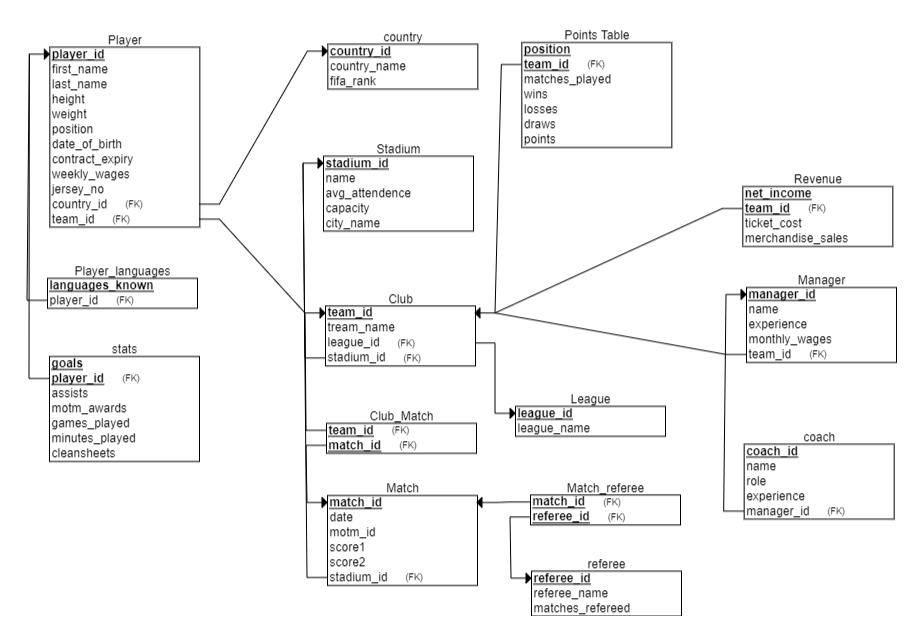 Player
player_id
first_name
last_name
height
weight
position
date_of_birth
contract_expiry
weekly_wages
jersey_no
country_id (FK)
team_id (FK)
Player_languages
languages_known
player_id (FK)
stats
goals
player_id (FK)
assists
motm_awards
games_played
minutes_played
cleansheets
country
country_id
country_name
fifa_rank
Stadium
stadium_id
name
avg_attendence
capacity
city_name
Club
team_id
tream_name
league_id (FK)
stadium_id (FK)
Club_Match
team_id (FK)
match_id (FK)
Match
match_id
date
motm_id
score1
score2
stadium_id (FK)
Points Table
position
team_id (FK)
matches_played
wins
losses
draws
points
League
league_id
league_name
Match_referee
match_id (FK)
referee_id (FK)
referee
referee_id
referee_name
matches_refereed
Revenue
net_income
team_id (FK)
ticket_cost
merchandise_sales
Manager
manager_id
name
experience
monthly_wages
team_id (FK)
coach
coach_id
name
role
experience
manager_id (FK)